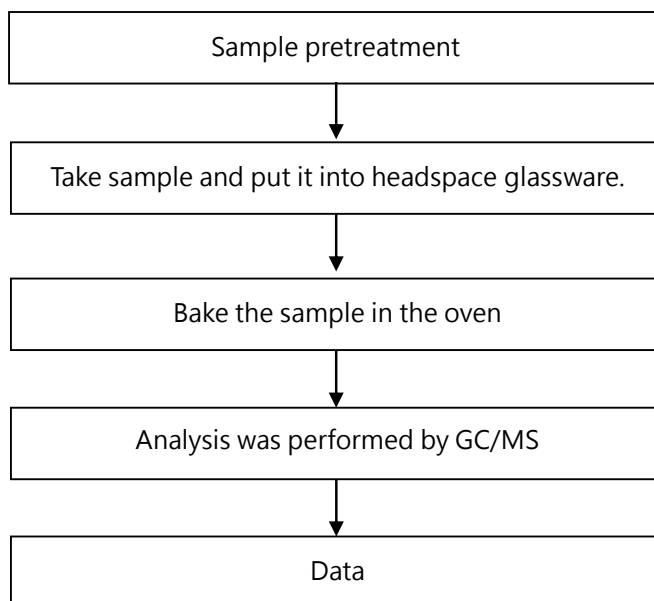 Sample pretreatment
Take sample and put it into headspace glassware.
Bake the sample in the oven
Analysis was performed by GC/MS
Data